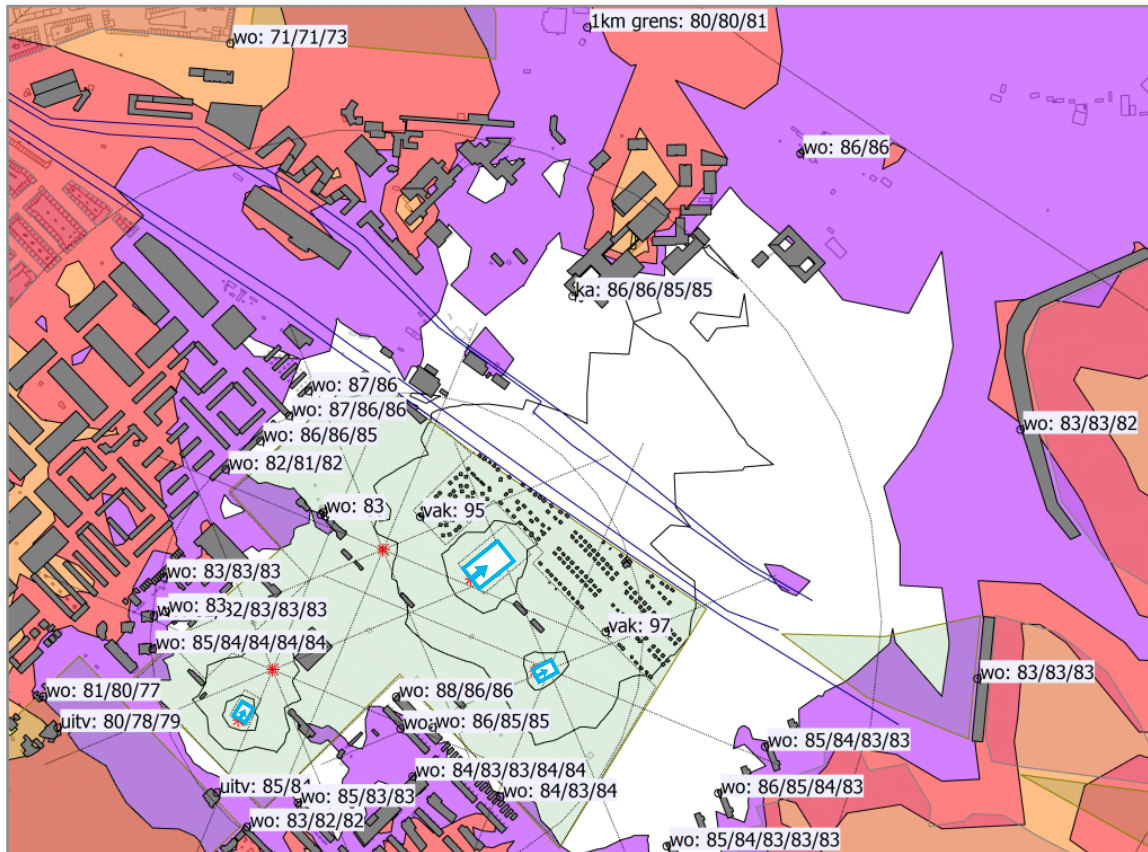 1km grens: 80/80/81
wo: 71/71/73
wo: 86/86
ka: 86/86/85/85
wo: 87/86
wo: 87/86/86
wo: 83/83/82
wo: 86/86/85
wo: 82/81/82
wo: 83
vak: 95
wo: 83/83/83
wo: 83
2/83/83/83
vak: 97
wo: 85/84/84/84/84
wo: 83/83/83
wo: 81/80/77
wo: 88/86/86
uitv: 80/78/79
wo
wo: 86/85/85
wo: 85/84/83/83
wo: 84/83/83/84/84
uitv: 85/84
wo: 84/83/84
wo: 86/85/84/83
wo: 85/83/83
wo: 83/82/82
wo: 85/84/83/83/83